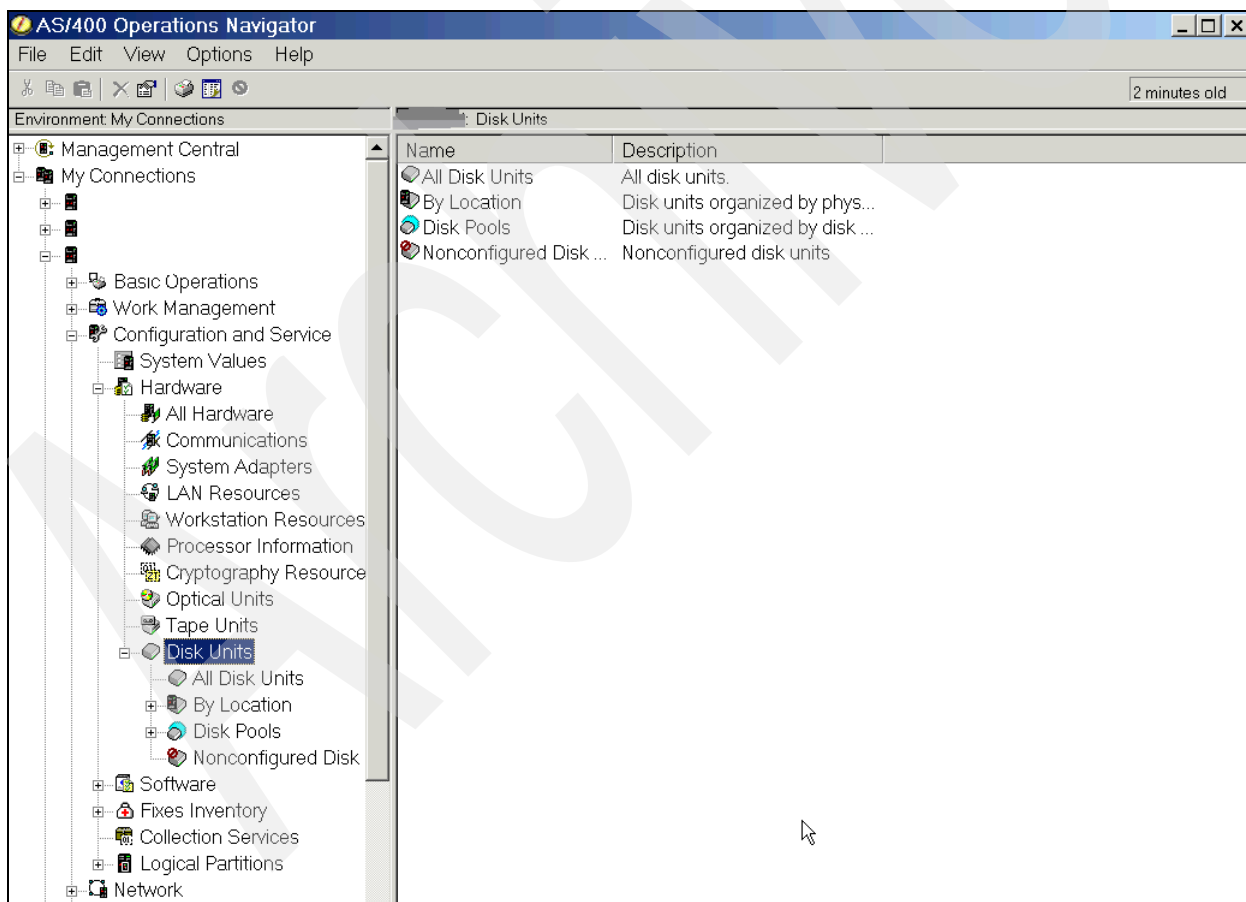 AS/400 Operations Navigator
File Edit View Options Help
2 minutes old
Environment: My Connections
: Disk Units
Management Central
My Connections
Basic Operations
Work Management
Configuration and Service
System Values
Hardware
All Hardware
Communications
System Adapters
LAN Resources
Workstation Resources
Processor Information
Cryptography Resource
Optical Units
Tape Units
Disk Units
All Disk Units
By Location
Disk Pools
Nonconfigured Disk
Software
Fixes Inventory
Collection Services
Logical Partitions
Network
Name Description
All Disk Units All disk units.
By Location Disk units organized by phys...
Disk Pools Disk units organized by disk ...
Nonconfigured Disk ... Nonconfigured disk units